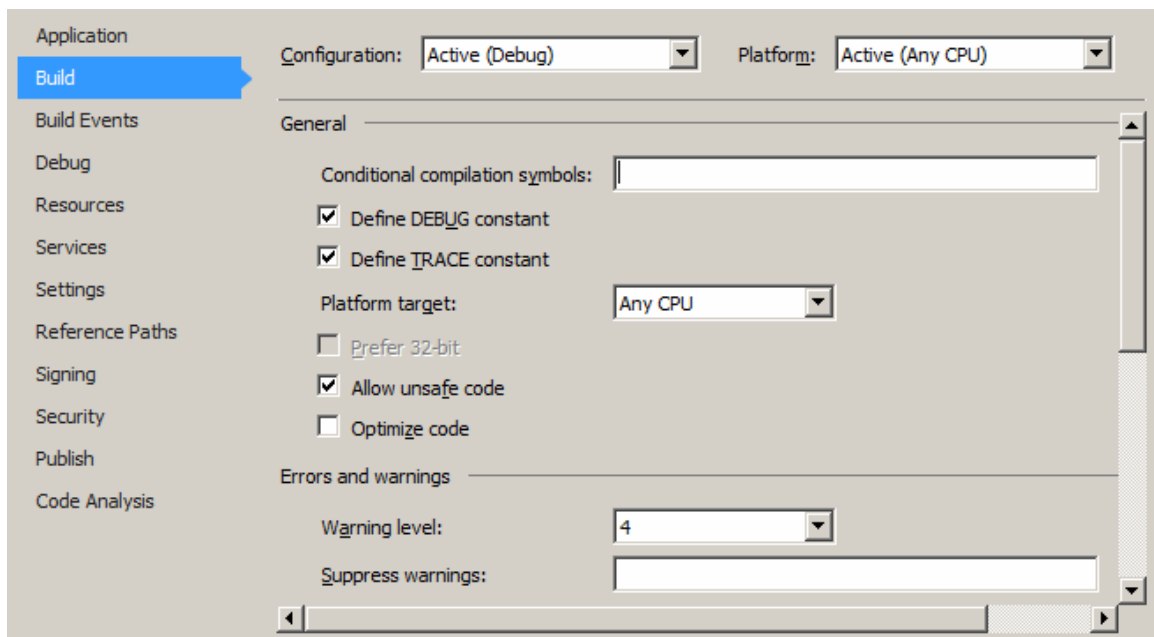 Application
Build
Build Events
Debug
Resources
Services
Settings
Reference Paths
Signing
Security
Publish
Code Analysis
Configuration: Active (Debug) Platform: Active (Any CPU)
General
Conditional compilation symbols:
Define DEBUG constant
Define TRACE constant
Platform target: Any CPU
Prefer 32-bit
Allow unsafe code
Optimize code
Errors and warnings
Warning level: 4
Suppress warnings: